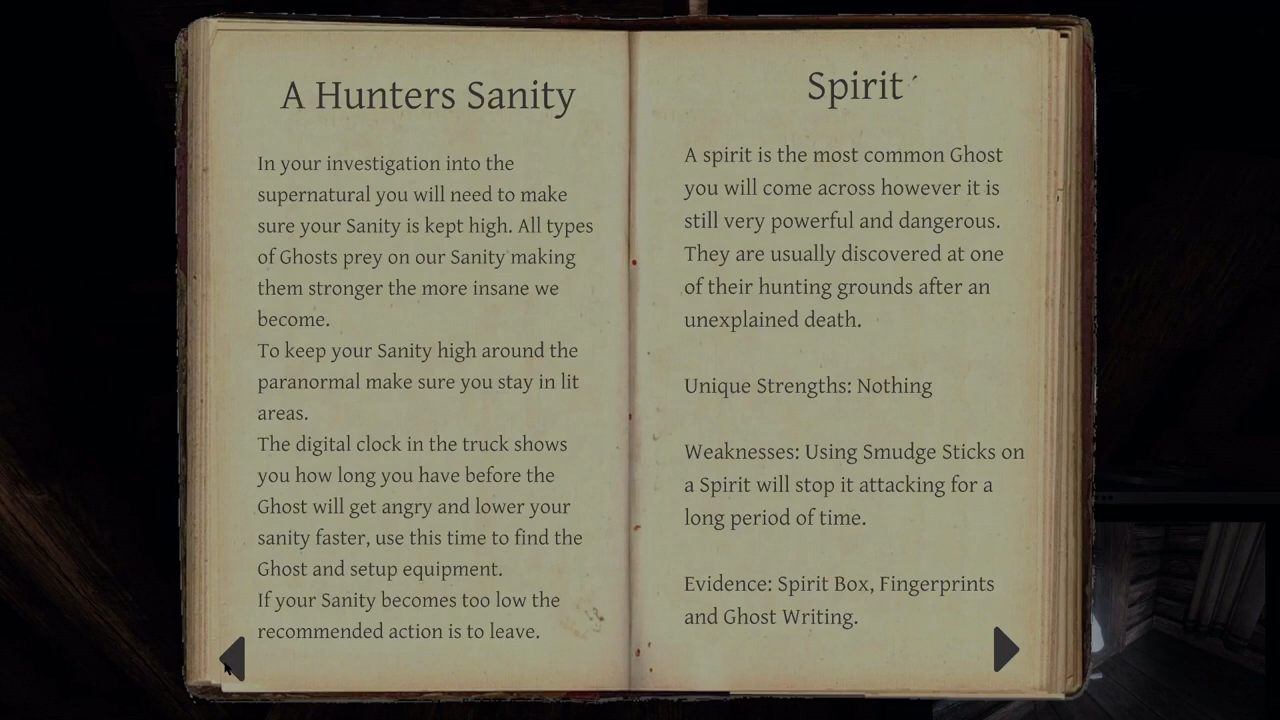 A Hunters Sanity
In your investigation into the
supernatural you will need to make
sure your Sanity is kept high. All types
of Ghosts prey on our Sanity making
them stronger the more insane we
become.
To keep your Sanity high around the
paranormal make sure you stay in lit
areas.
The digital clock in the truck shows
you how long you have before the
Ghost will get angry and lower your
sanity faster, use this time to find the
Ghost and setup equipment.
If your Sanity becomes too low the
recommended action is to leave.
Spirit
A spirit is the most common Ghost
you will come across however it is
still very powerful and dangerous.
They are usually discovered at one
of their hunting grounds after an
unexplained death.
Unique Strengths: Nothing
Weaknesses: Using Smudge Sticks on
a Spirit will stop it attacking for a
long period of time.
Evidence: Spirit Box, Fingerprints
and Ghost Writing.